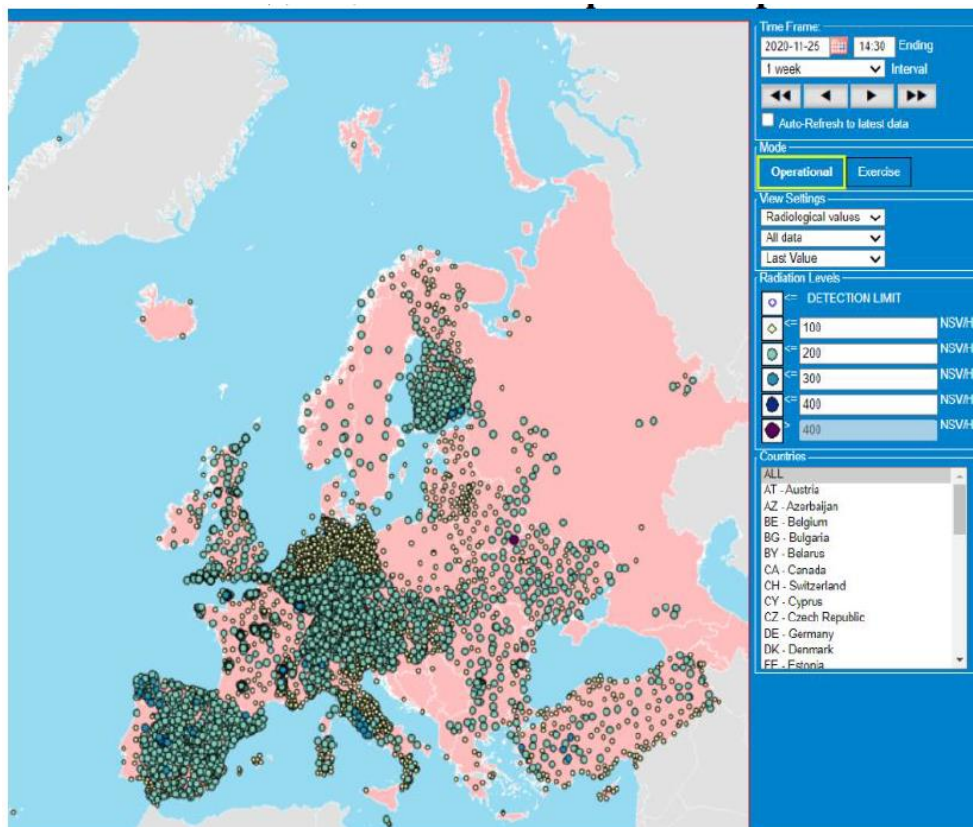 Time Frame:
2020-11-25 14:30 Ending
1 week Interval
Auto-Refresh to latest data
Mode
Operational Exercise
View Settings
Radiological values
All data
Last Value
Radiation Levels
<= DETECTION LIMIT
<= 100 NSV/H
<= 200 NSV/H
<= 300 NSV/H
<= 400 NSV/H
> 400 NSV/H
Countries
ALL
AT - Austria
AZ - Azerbaijan
BE - Belgium
BG - Bulgaria
BY - Belarus
CA - Canada
CH - Switzerland
CY - Cyprus
CZ - Czech Republic
DE - Germany
DK - Denmark
EE - Estonia